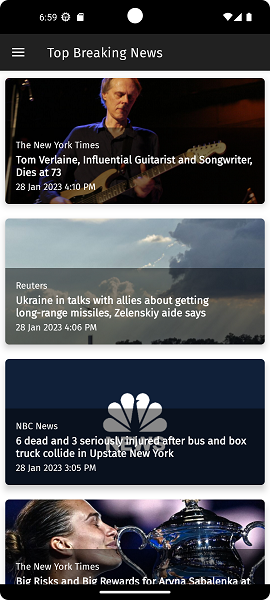 6:59
Top Breaking News
The New York Times
Tom Verlaine, Influential Guitarist and Songwriter,
Dies at 73
28 Jan 2023 4:10 PM
Reuters
Ukraine in talks with allies about getting
long-range missiles, Zelenskiy aide says
28 Jan 2023 4:06 PM
NEWS
NBC News
6 dead and 3 seriously injured after bus and box
truck collide in Upstate New York
28 Jan 2023 3:05 PM
The New York Times
Big Risks and Big Rewards for Aryna Sabalenka at